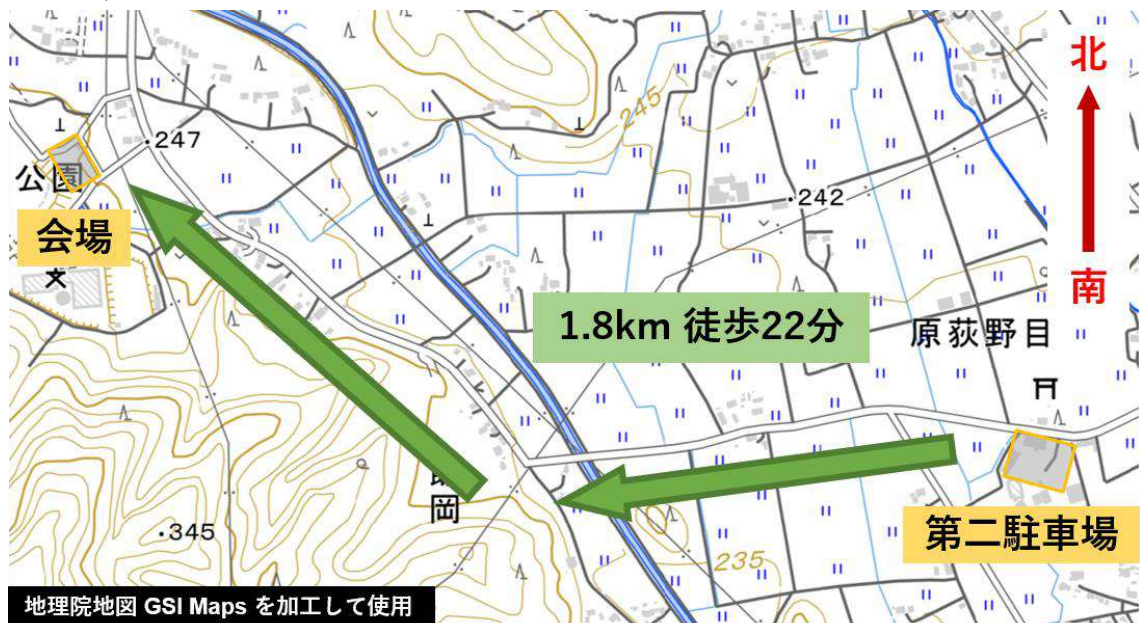 北
245
247
公園
242
会場
南
1.8km 徒歩22分
原荻野目
岡
第二駐車場
345
235
地理院地図 GSI Maps を加工して使用